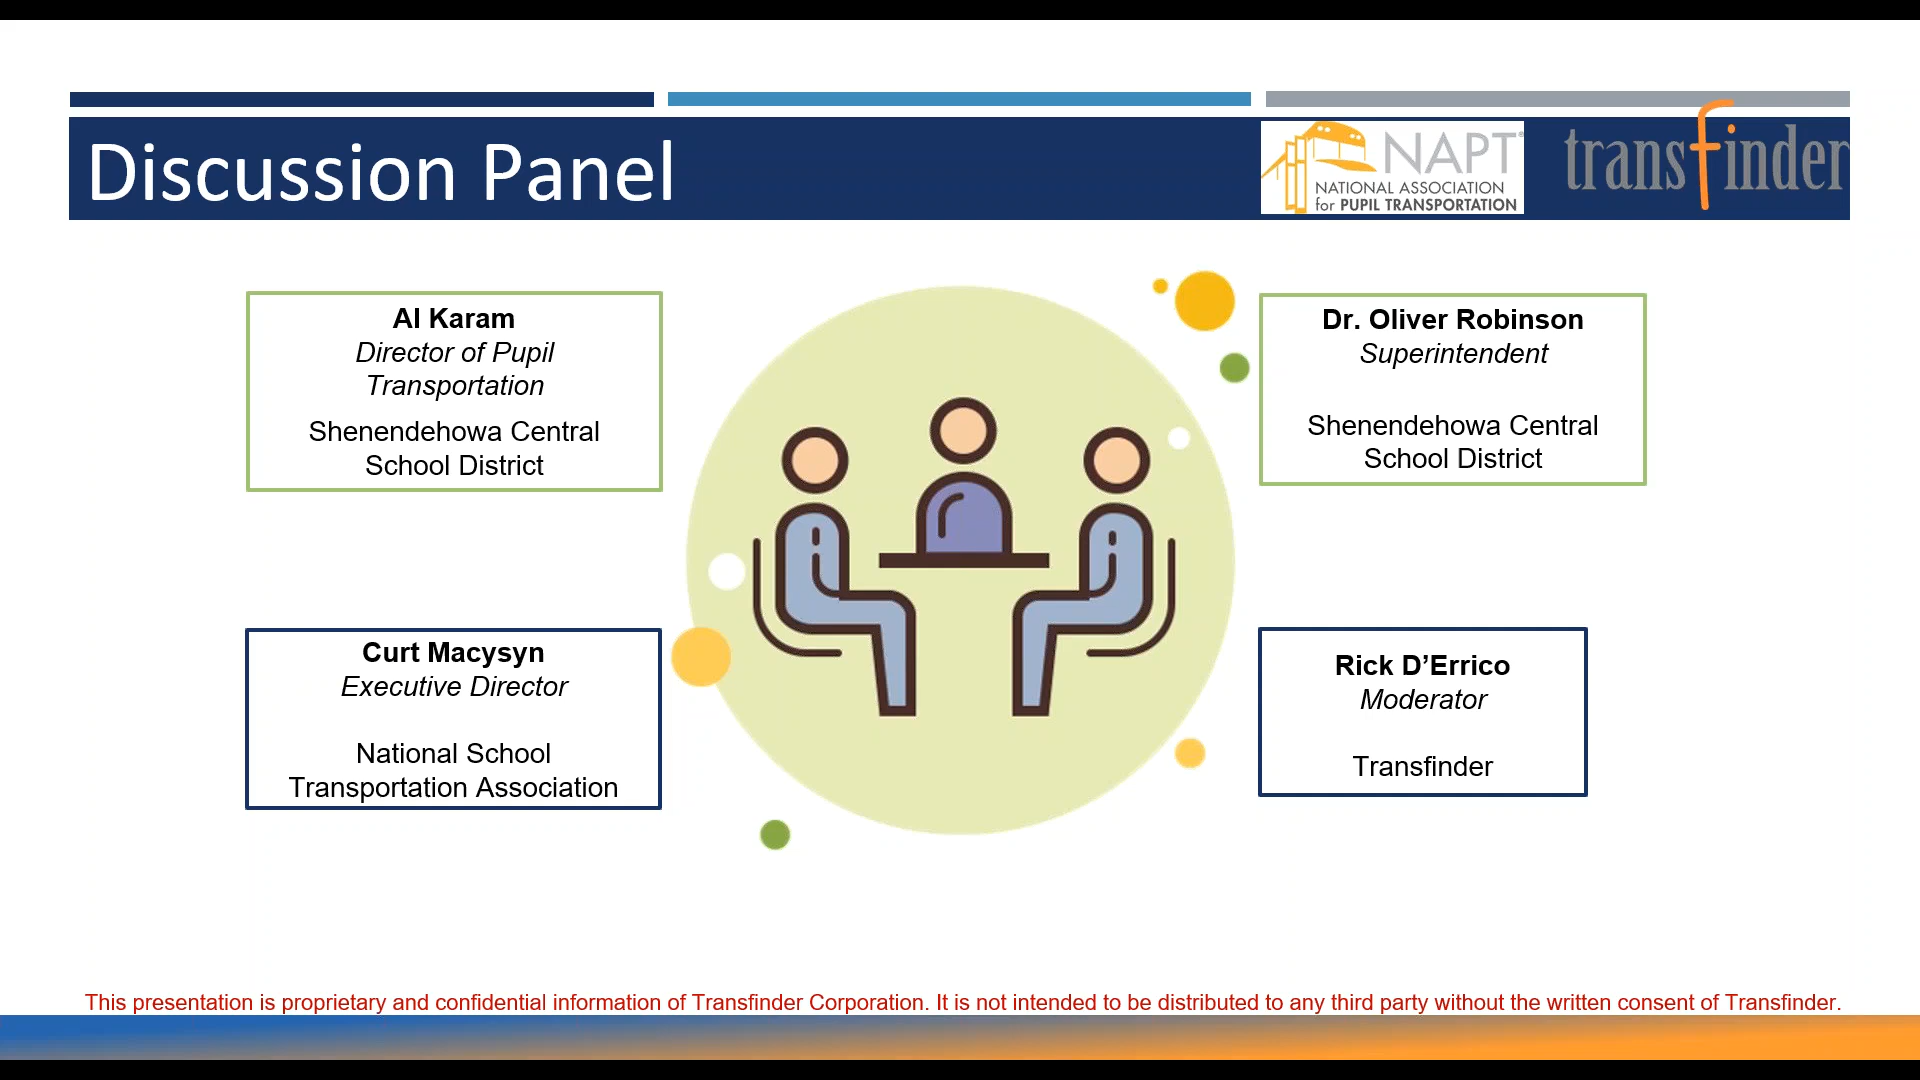 Discussion Panel
NAPT®
NATIONAL ASSOCIATION
for PUPIL TRANSPORTATION
transfinder
Al Karam
Director of Pupil
Transportation
Shenendehowa Central
School District
Dr. Oliver Robinson
Superintendent
Shenendehowa Central
School District
Curt Macysyn
Executive Director
National School
Transportation Association
Rick D’Errico
Moderator
Transfinder
This presentation is proprietary and confidential information of Transfinder Corporation. It is not intended to be distributed to any third party without the written consent of Transfinder.